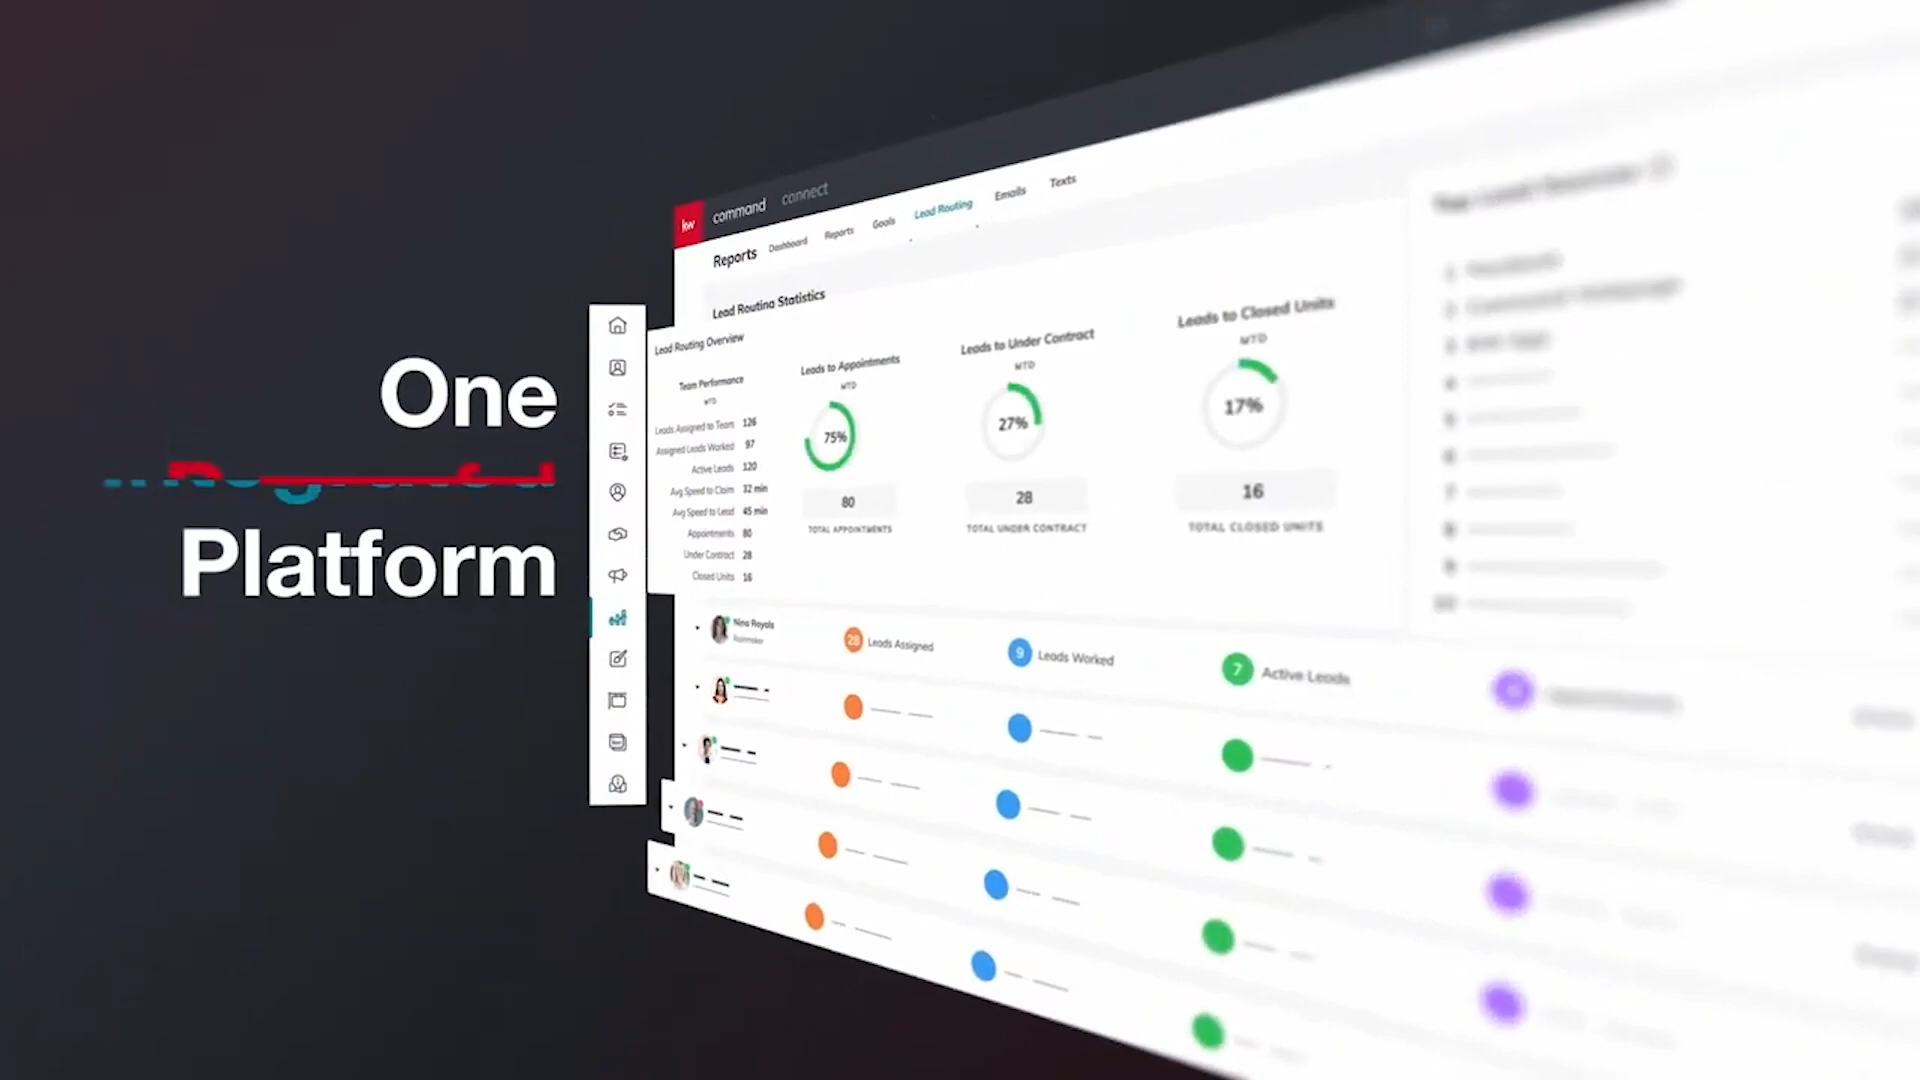 One
Platform
kw command connect
Reports Dashboard Reports Goals Lead Routing Emails Texts
Lead Routing Statistics
Lead Routing Overview
Team Performance
MTD
Leads Assigned to Team 126
Assigned Leads Worked 97
Active Leads 120
Avg Speed to Claim 32 min
Avg Speed to Lead 45 min
Appointments 80
Under Contract 28
Closed Units 16
Leads to Appointments
MTD
75%
80
TOTAL APPOINTMENTS
Leads to Under Contract
MTD
27%
28
TOTAL UNDER CONTRACT
Leads to Closed Units
MTD
17%
16
TOTAL CLOSED UNITS
Nina Royals
Rainmaker
28 Leads Assigned
9 Leads Worked
7 Active Leads